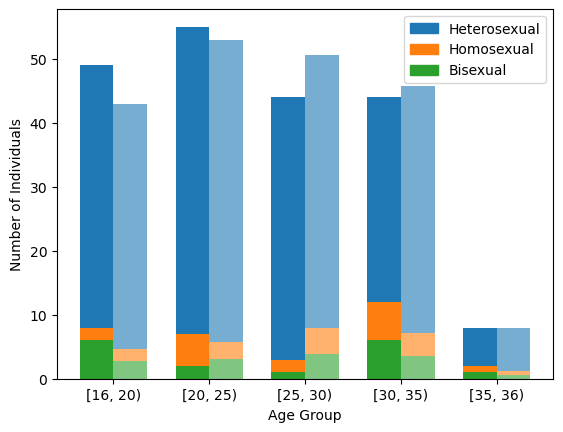 Heterosexual
Homosexual
Bisexual
Number of Individuals
50
40
30
20
10
0
[16, 20) [20, 25) [25, 30) [30, 35) [35, 36)
Age Group